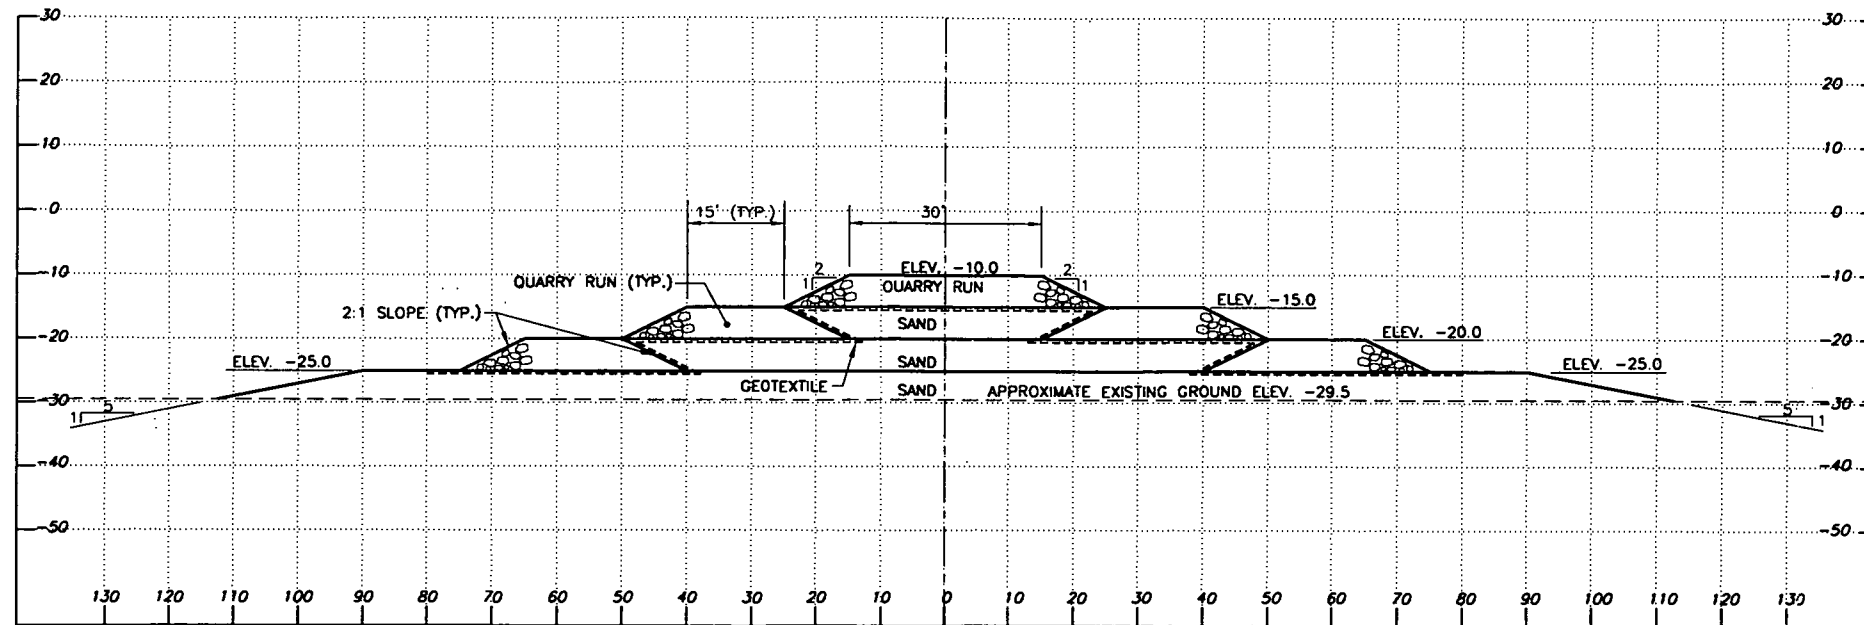 30 30
20 20
10 10
0 0
15' (TYP.) 30'
-10 2 ELEV. -10.0 2 -10
1 QUARRY RUN 1
QUARRY RUN (TYP.)
ELEV. -15.0
2:1 SLOPE (TYP.) SAND
-20 ELEV. -20.0 -20
ELEV. -25.0 SAND ELEV. -25.0
GEOTEXTILE SAND APPROXIMATE EXISTING GROUND ELEV. -29.5
-30 -30
1 5 5 1
-40 -40
-50 -50
130 120 110 100 90 80 70 60 50 40 30 20 10 0 10 20 30 40 50 60 70 80 90 100 110 120 130